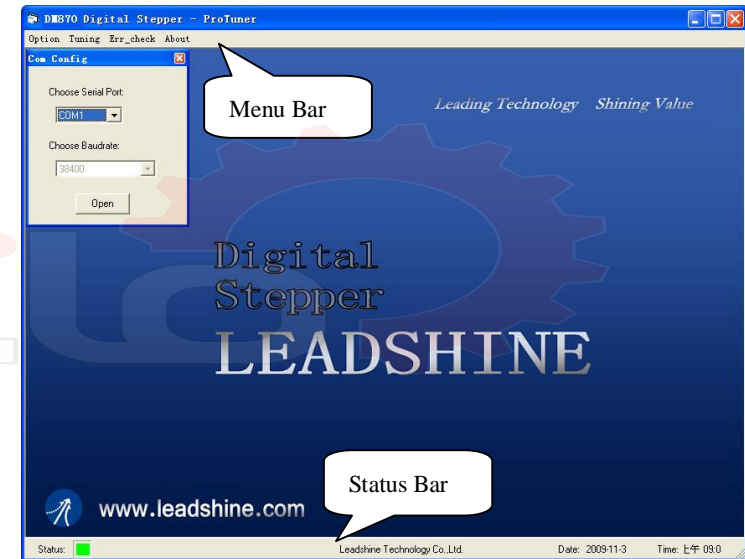 DM870 Digital Stepper - ProTuner
Option Tuning Err_check About
Com Config
Choose Serial Port:
COM1
Choose Baudrate:
38400
Open
Menu Bar
Leading Technology Shining Value
Digital
Stepper
LEADSHINE
Status Bar
www.leadshine.com
Status: Leadshine Technology Co.,Ltd. Date: 2009-11-3 Time: 上午 09:0